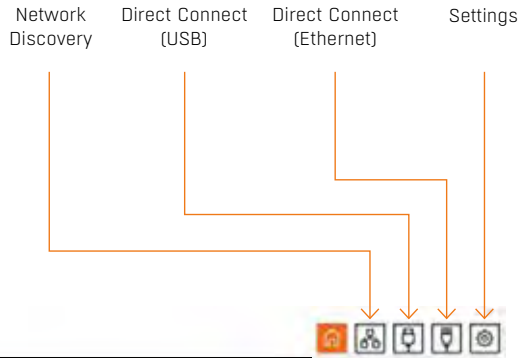 Network
Discovery
Direct Connect
(USB)
Direct Connect
(Ethernet)
Settings